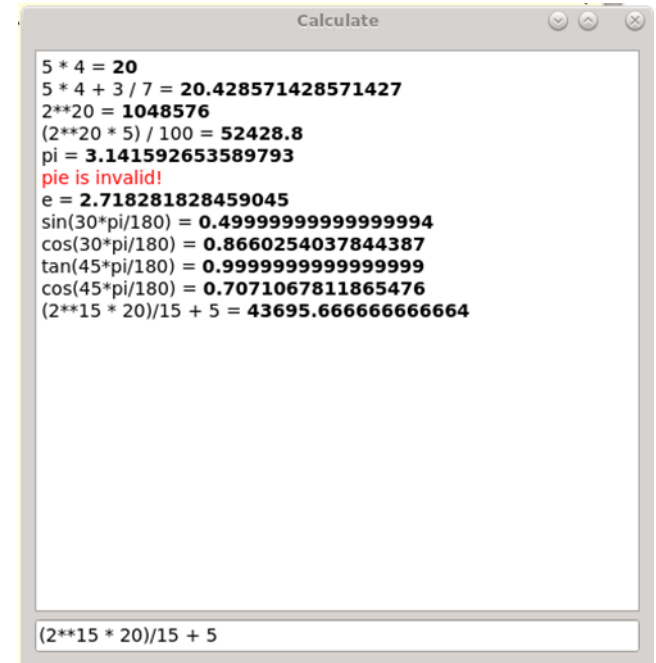 Calculate
5 * 4 = 20
5 * 4 + 3 / 7 = 20.428571428571427
2**20 = 1048576
(2**20 * 5) / 100 = 52428.8
pi = 3.141592653589793
pie is invalid!
e = 2.718281828459045
sin(30*pi/180) = 0.49999999999999994
cos(30*pi/180) = 0.8660254037844387
tan(45*pi/180) = 0.9999999999999999
cos(45*pi/180) = 0.7071067811865476
(2**15 * 20)/15 + 5 = 43695.666666666664
(2**15 * 20)/15 + 5